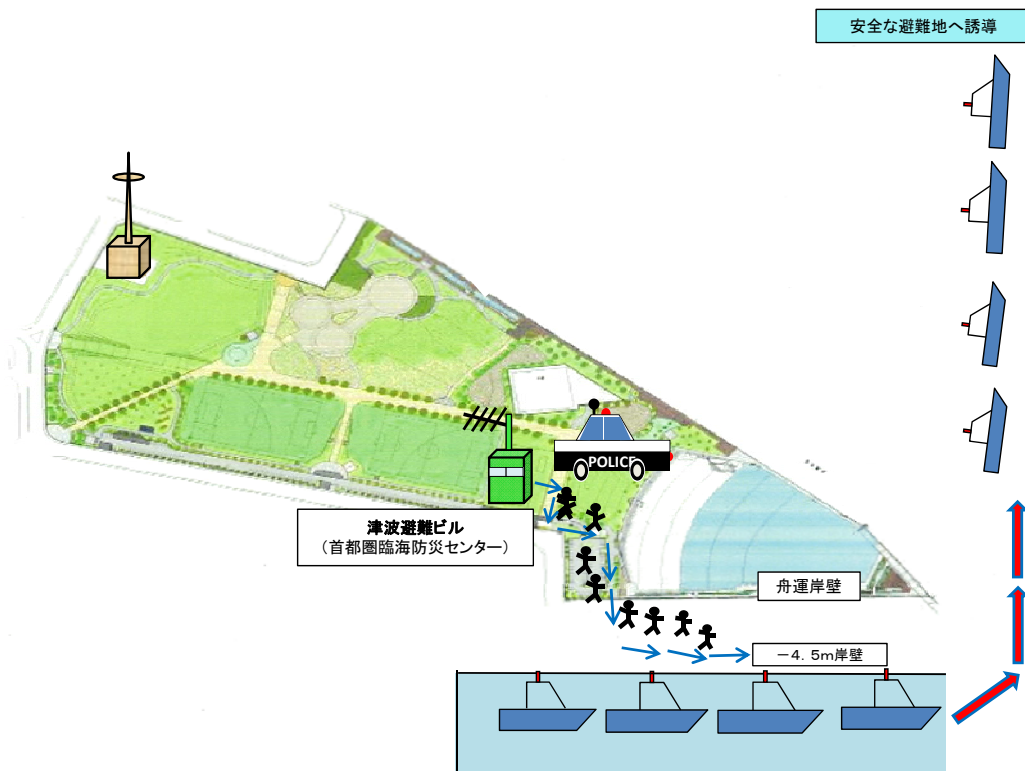 安全な避難地へ誘導
POLICE
津波避難ビル
（首都圏臨海防災センター）
舟運岸壁
－4．5m岸壁